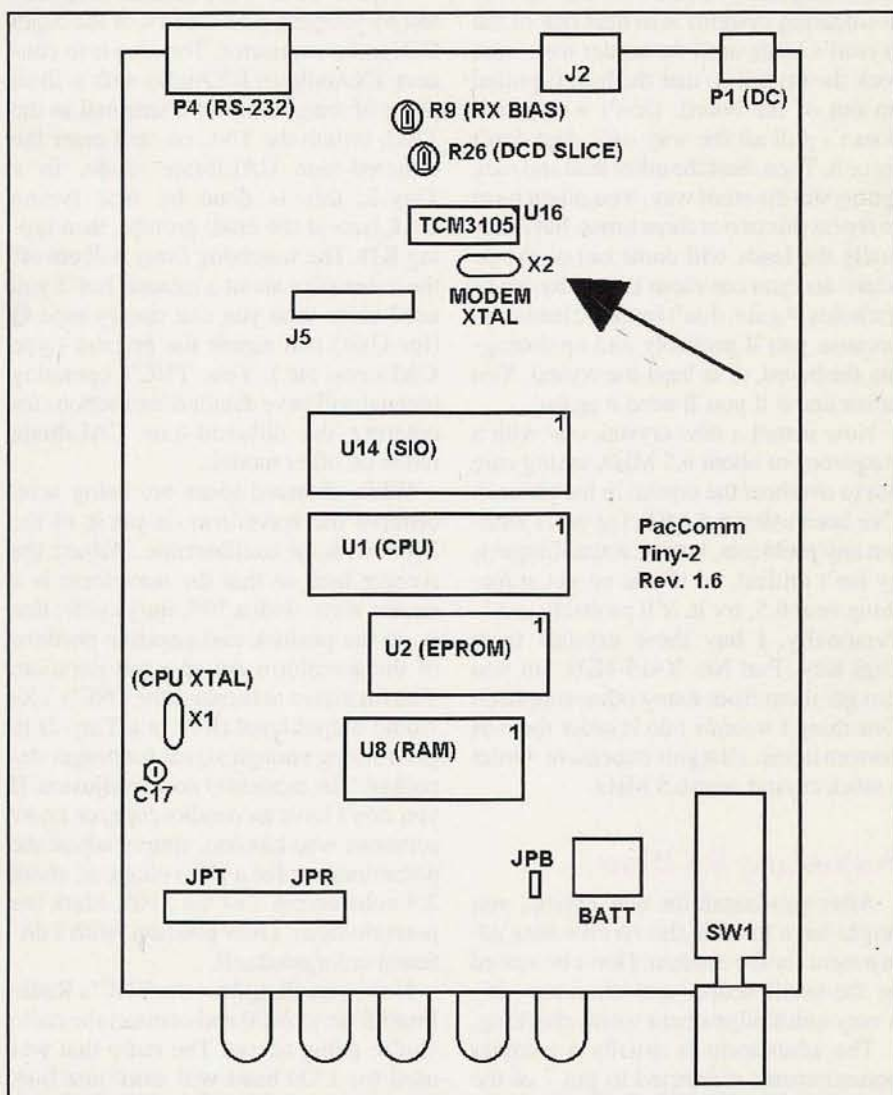 P4 (RS-232)
J2
J1 (DC)
R9 (RX BIAS)
R26 (DCD SLICE)
TCM3105
U16
X2
MODEM
XTAL
J5
U14 (SIO)
1
U1 (CPU)
1
PacComm
Tiny-2
Rev. 1.6
U2 (EPROM)
1
(CPU XTAL)
X1
U8 (RAM)
1
C17
JPT
JPR
JPB
BATT
SW1